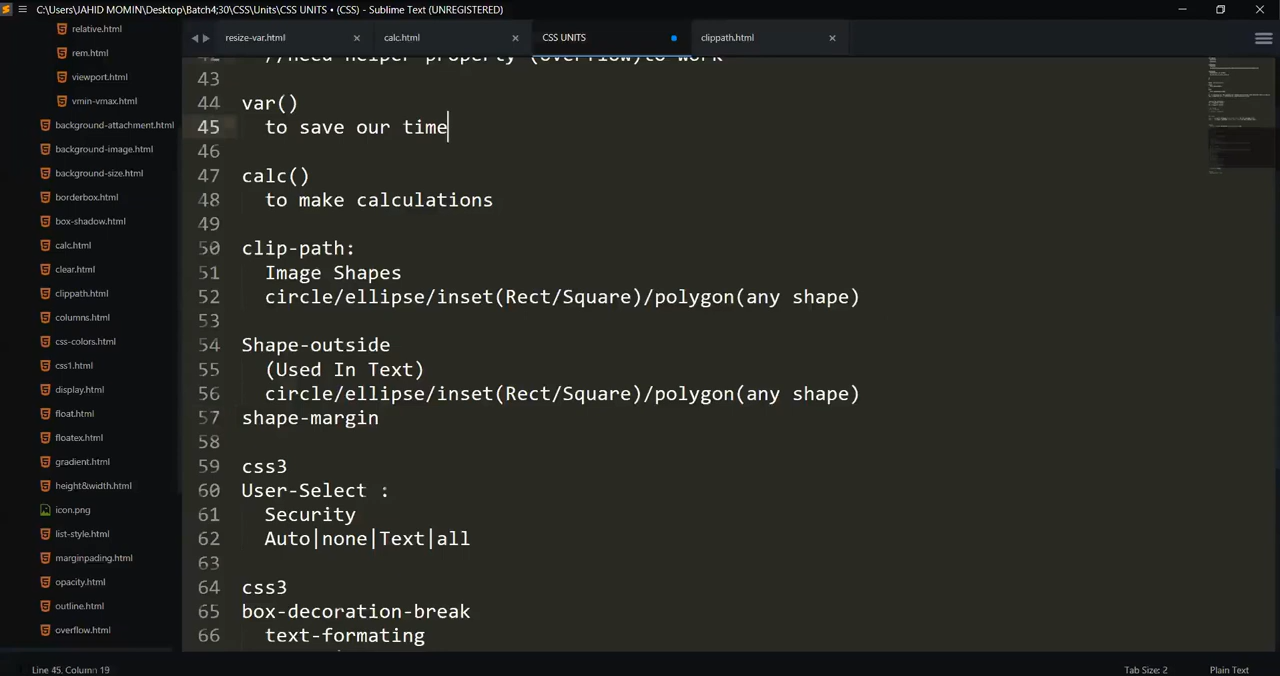 C:\Users\JAHID MOMIN\Desktop\Batch4;30\CSS\Units\CSS UNITS • (CSS) - Sublime Text (UNREGISTERED)
relative.html
rem.html
viewport.html
vmin-vmax.html
background-attachment.html
background-image.html
background-size.html
borderbox.html
box-shadow.html
calc.html
clear.html
clippath.html
columns.html
css-colors.html
css1.html
display.html
float.html
floatex.html
gradient.html
height&width.html
icon.png
list-style.html
marginpading.html
opacity.html
outline.html
overflow.html
resize-var.html
calc.html
CSS UNITS
clippath.html
42 //need helper property (overflow)to work
43
44 var()
45 to save our time
46
47 calc()
48 to make calculations
49
50 clip-path:
51 Image Shapes
52 circle/ellipse/inset(Rect/Square)/polygon(any shape)
53
54 Shape-outside
55 (Used In Text)
56 circle/ellipse/inset(Rect/Square)/polygon(any shape)
57 shape-margin
58
59 css3
60 User-Select :
61 Security
62 Auto|none|Text|all
63
64 css3
65 box-decoration-break
66 text-formating
Line 45, Column 19
Tab Size: 2
Plain Text